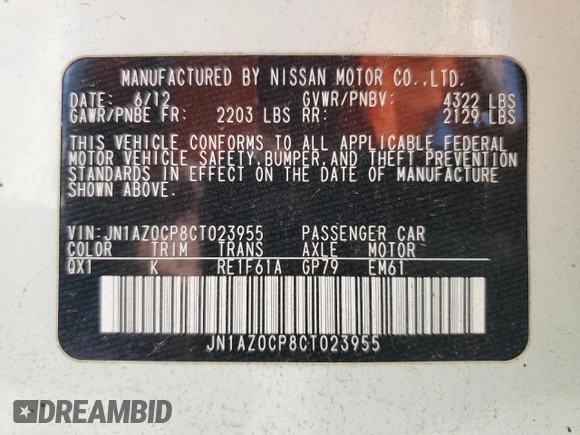 MANUFACTURED BY NISSAN MOTOR CO.,LTD.
DATE: 6/12 GVWR/PNBV: 4322 LBS
GAWR/PNBE FR: 2203 LBS RR: 2129 LBS
THIS VEHICLE CONFORMS TO ALL APPLICABLE FEDERAL
MOTOR VEHICLE SAFETY,BUMPER,AND THEFT PREVENTION
STANDARDS IN EFFECT ON THE DATE OF MANUFACTURE
SHOWN ABOVE.
VIN:JN1AZ0CP8CT023955 PASSENGER CAR
COLOR TRIM TRANS AXLE MOTOR
QX1 K RE1F61A GP79 EM61
JN1AZ0CP8CT023955
DREAMBID